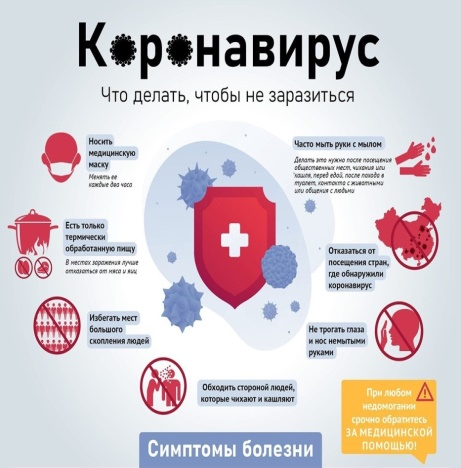 Коронавирус
Что делать, чтобы не заразиться
Носить
медицинскую
маску
Менять ее
каждые два часа
Часто мыть руки с мылом
Делать это нужно после посещения
общественных мест, чихания или
кашля, перед едой, после похода в
туалет, контакта с животными
или общения с людьми
Есть только
термически
обработанную пищу
В местах заражения лучше
отказаться от мяса и яиц
Отказаться от
посещения стран,
где обнаружили
коронавирус
Избегать мест
большого
скопления людей
Не трогать глаза
и нос немытыми
руками
Обходить стороной людей,
которые чихают и кашляют
При любом
недомогании
срочно обратитесь
ЗА МЕДИЦИНСКОЙ
ПОМОЩЬЮ!
Симптомы болезни